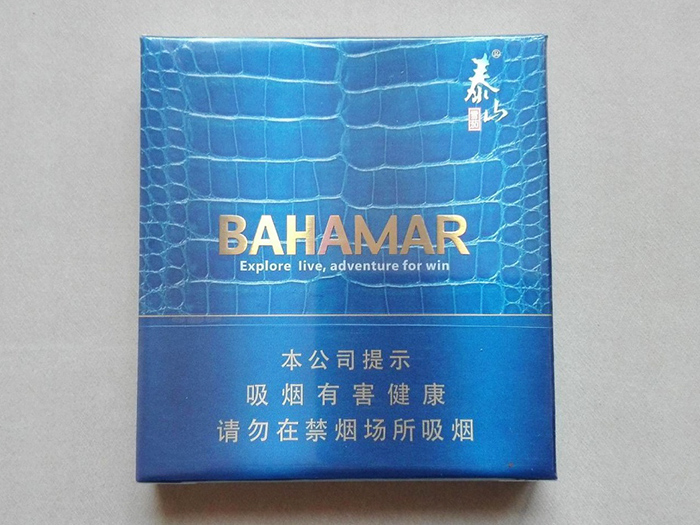 泰山®
BAHAMAR
Explore live, adventure for win
本公司提示
吸烟有害健康
请勿在禁烟场所吸烟